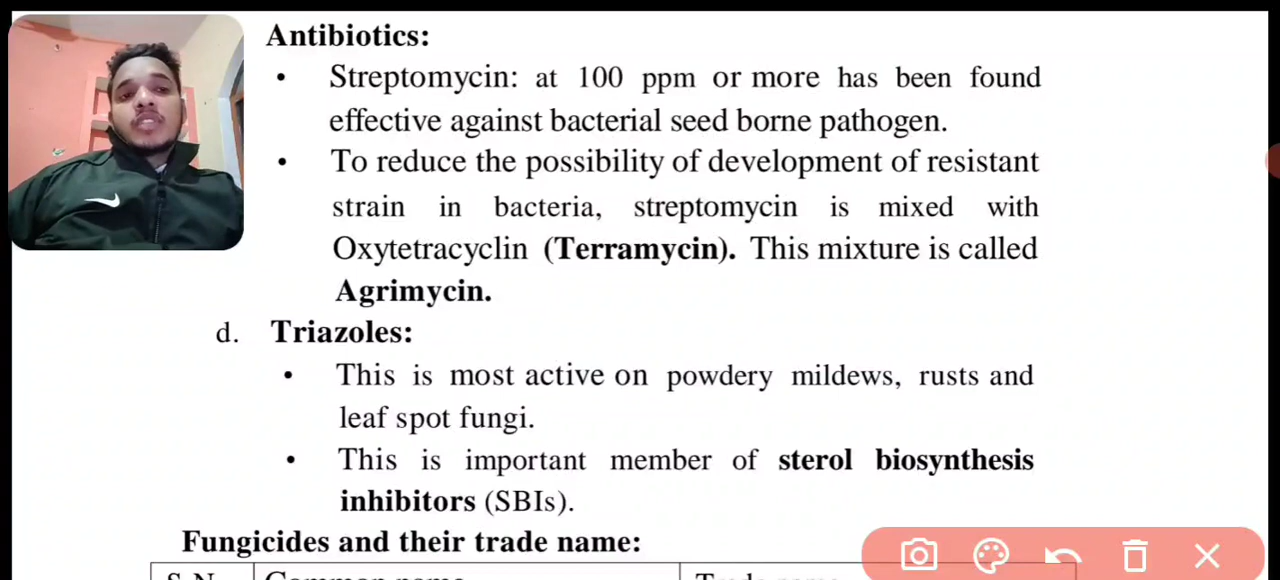 Antibiotics:
• Streptomycin: at 100 ppm or more has been found
effective against bacterial seed borne pathogen.
• To reduce the possibility of development of resistant
strain in bacteria, streptomycin is mixed with
Oxytetracyclin (Terramycin). This mixture is called
Agrimycin.
d. Triazoles:
• This is most active on powdery mildews, rusts and
leaf spot fungi.
• This is important member of sterol biosynthesis
inhibitors (SBIs).
Fungicides and their trade name: